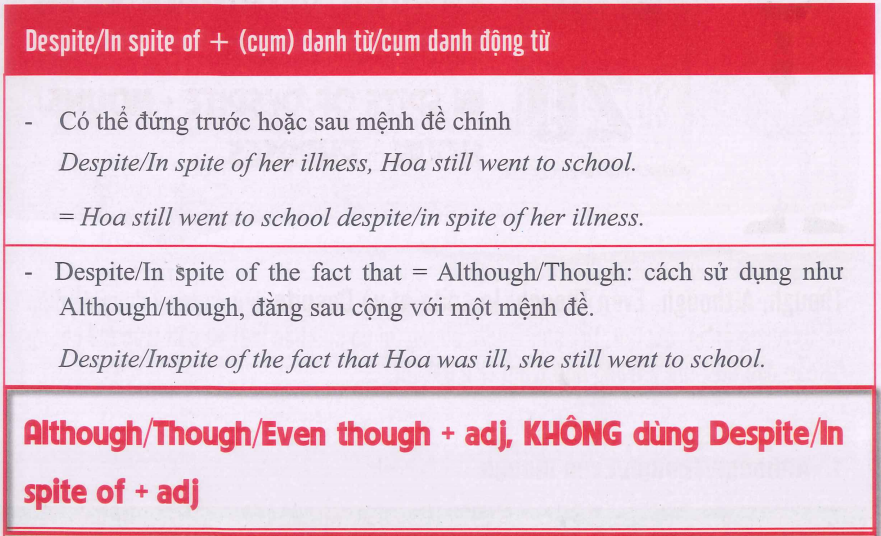 Despite/In spite of + (cụm) danh từ/cụm danh động từ
- Có thể đứng trước hoặc sau mệnh đề chính
Despite/In spite of her illness, Hoa still went to school.
= Hoa still went to school despite/in spite of her illness.
- Despite/In spite of the fact that = Although/Though: cách sử dụng như
Although/though, đằng sau cộng với một mệnh đề.
Despite/Inspite of the fact that Hoa was ill, she still went to school.
Although/Though/Even though + adj, KHÔNG dùng Despite/In
spite of + adj